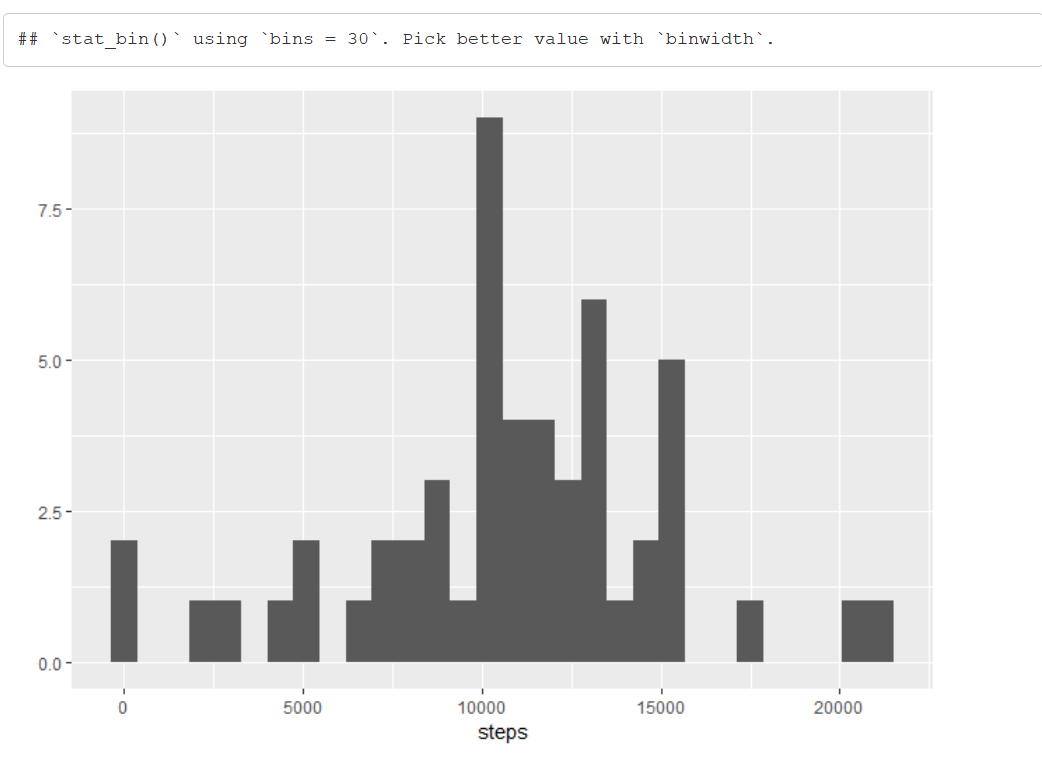 ## `stat_bin()` using `bins = 30`. Pick better value with `binwidth`.
7.5
5.0
2.5
0.0
0 5000 10000 15000 20000
steps